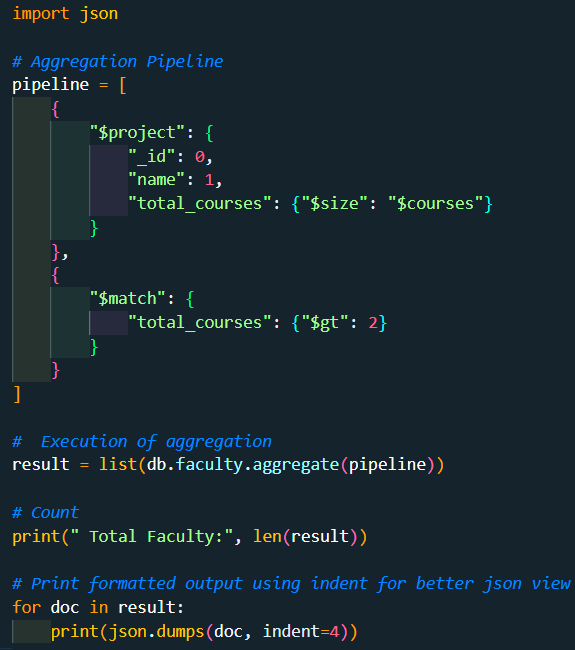 import json
# Aggregation Pipeline
pipeline = [
    {
        "$project": {
            "_id": 0,
            "name": 1,
            "total_courses": {"$size": "$courses"}
        }
    },
    {
        "$match": {
            "total_courses": {"$gt": 2}
        }
    }
]
#  Execution of aggregation
result = list(db.faculty.aggregate(pipeline))
# Count
print(" Total Faculty:", len(result))
# Print formatted output using indent for better json view
for doc in result:
    print(json.dumps(doc, indent=4))